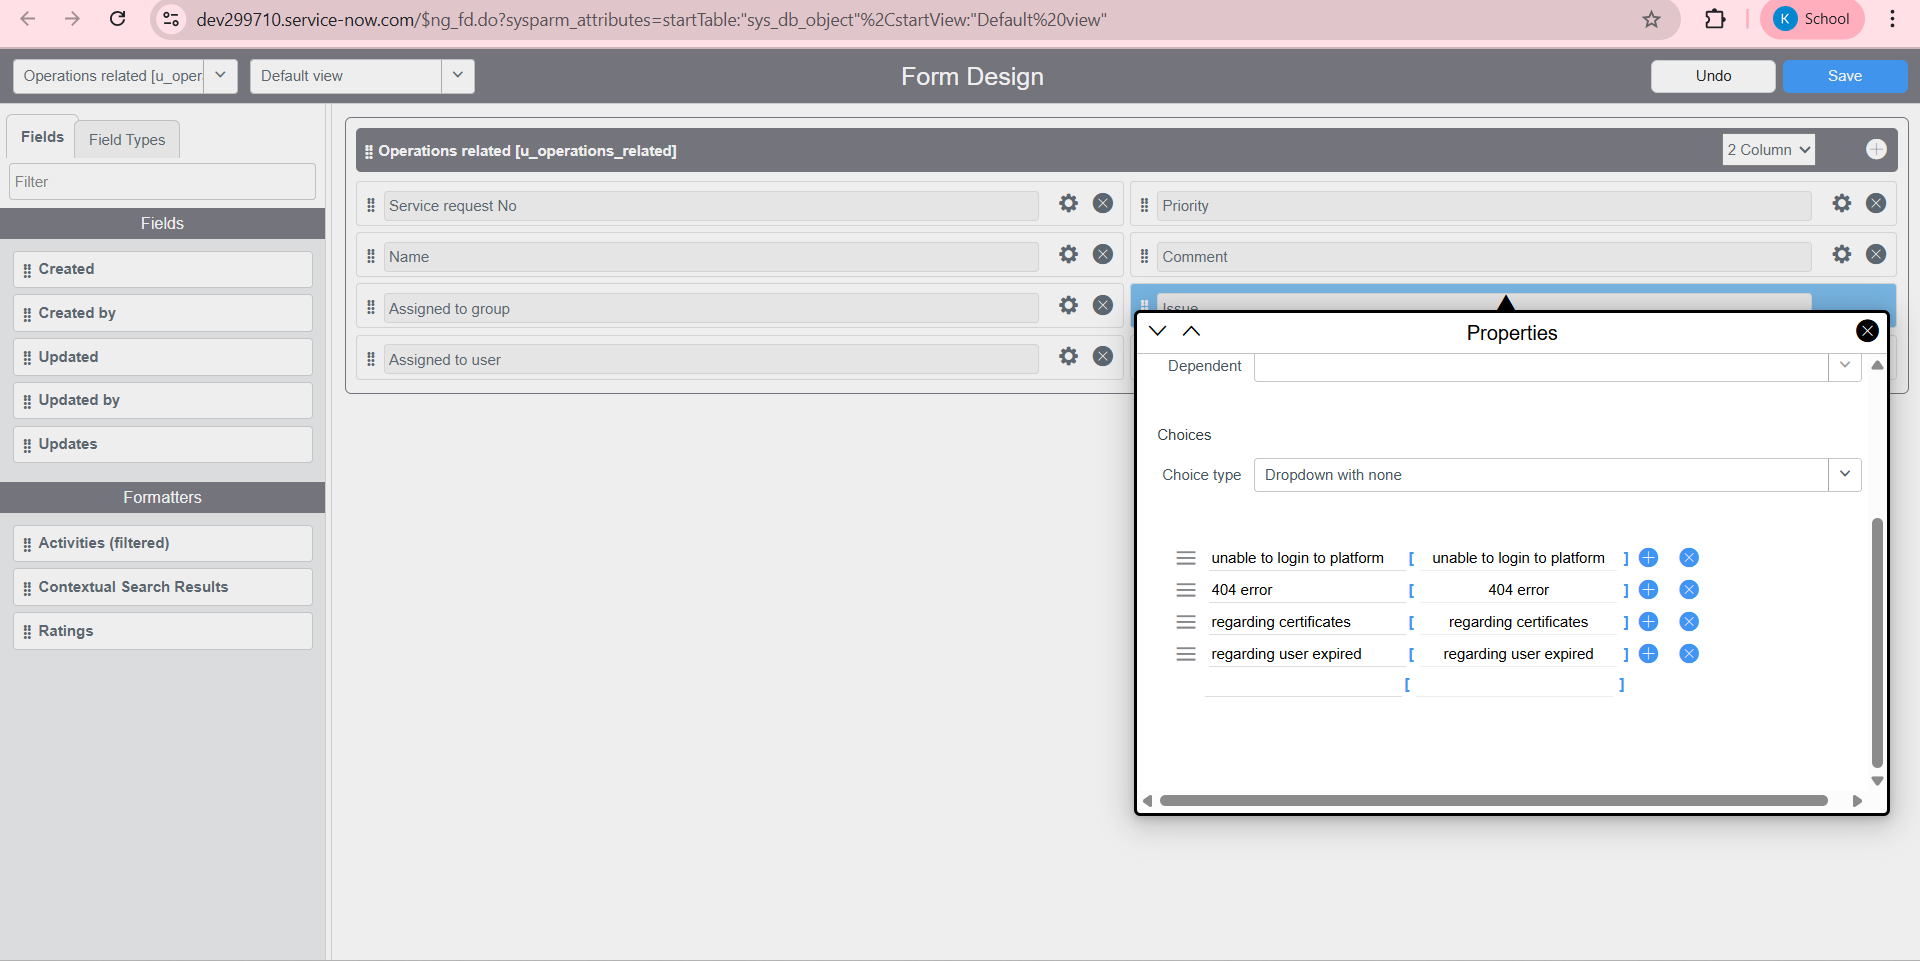 dev299710.service-now.com/$ng_fd.do?sysparm_attributes=startTable:"sys_db_object"%2CstartView:"Default%20view"
K School
Operations related [u_oper
Default view
Form Design
Undo
Save
Fields
Field Types
Filter
Fields
Created
Created by
Updated
Updated by
Updates
Formatters
Activities (filtered)
Contextual Search Results
Ratings
Operations related [u_operations_related]
2 Column
Service request No
Priority
Name
Comment
Assigned to group
Issue
Assigned to user
Properties
Dependent
Choices
Choice type Dropdown with none
unable to login to platform [ unable to login to platform ]
404 error [ 404 error ]
regarding certificates [ regarding certificates ]
regarding user expired [ regarding user expired ]
[ ]